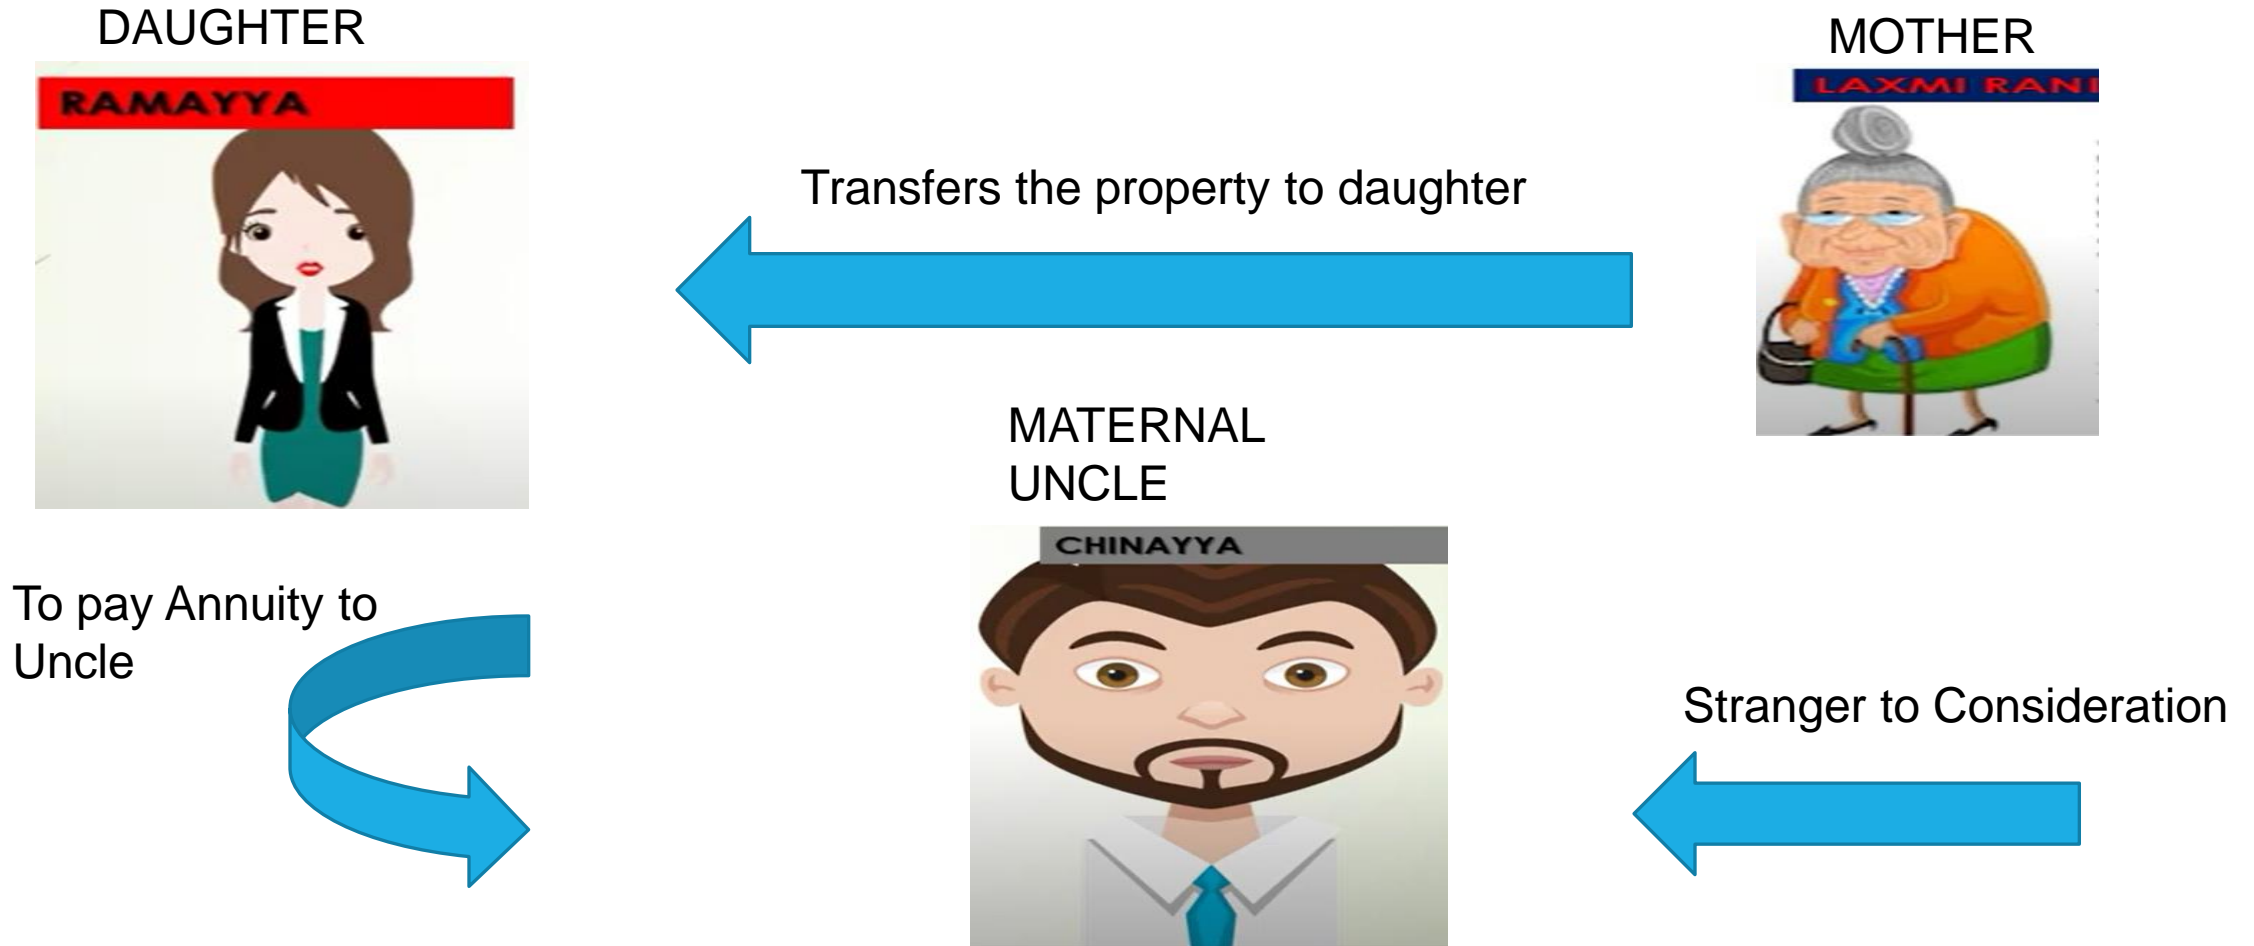 DAUGHTER
MOTHER
RAMAYYA
LAXMI RANI
Transfers the property to daughter
MATERNAL
UNCLE
CHINAYYA
To pay Annuity to
Uncle
Stranger to Consideration